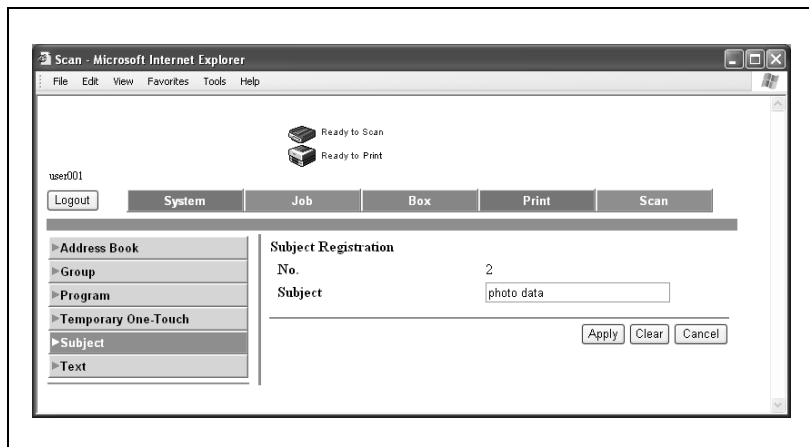 Scan - Microsoft Internet Explorer
File Edit View Favorites Tools Help
Ready to Scan
Ready to Print
user001
Logout System Job Box Print Scan
Address Book
Group
Program
Temporary One-Touch
Subject
Text
Subject Registration
No. 2
Subject photo data
Apply Clear Cancel